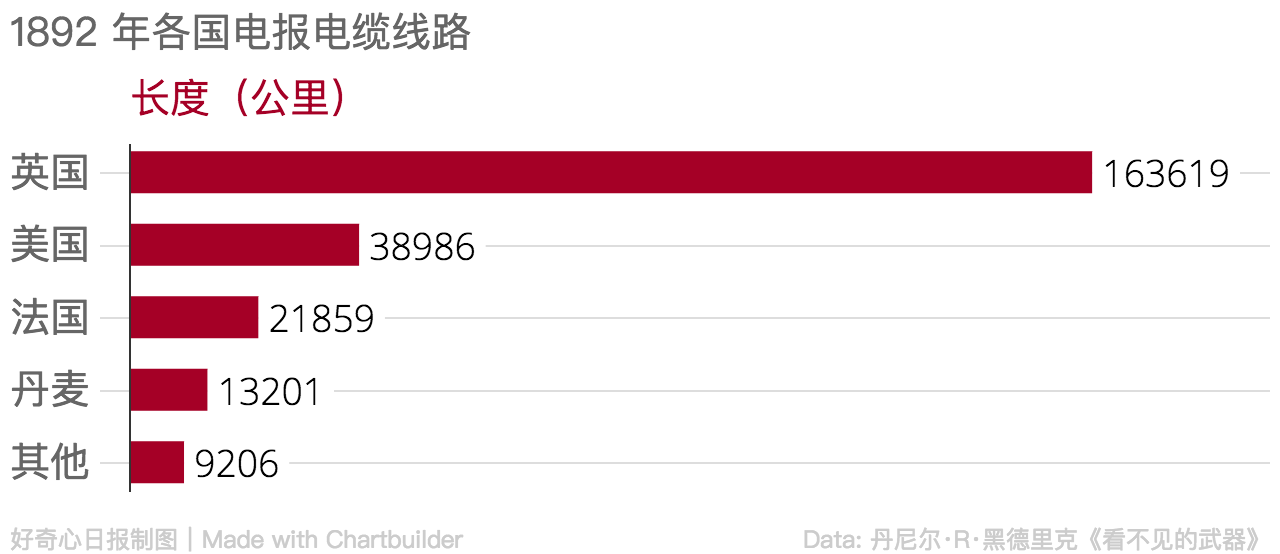 1892 年各国电报电缆线路
长度（公里）
英国 163619
美国 38986
法国 21859
丹麦 13201
其他 9206
好奇心日报制图 | Made with Chartbuilder
Data: 丹尼尔·R·黑德里克《看不见的武器》